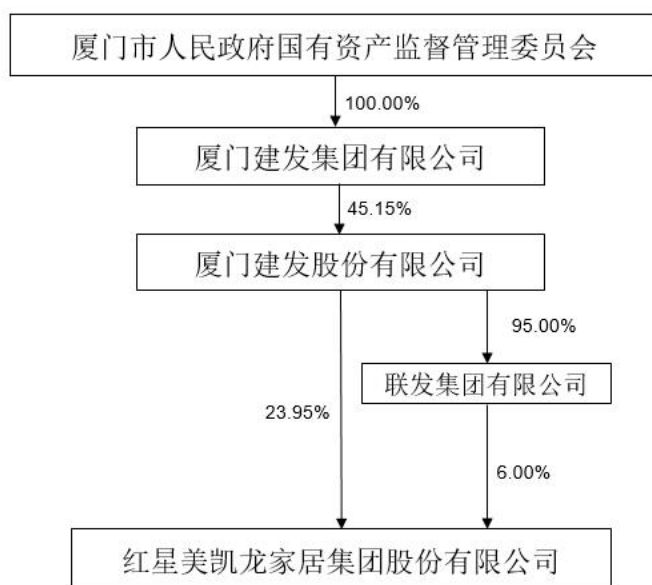 厦门市人民政府国有资产监督管理委员会
100.00%
厦门建发集团有限公司
45.15%
厦门建发股份有限公司
95.00%
联发集团有限公司
23.95%
6.00%
红星美凯龙家居集团股份有限公司